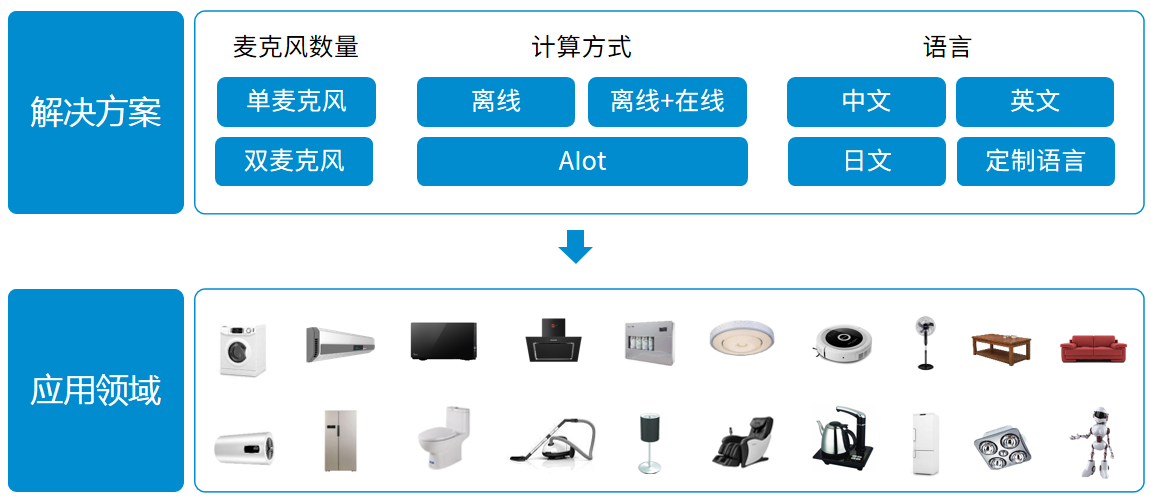 解决方案
麦克风数量
计算方式
语言
单麦克风
离线
离线+在线
中文
英文
双麦克风
AIot
日文
定制语言
应用领域